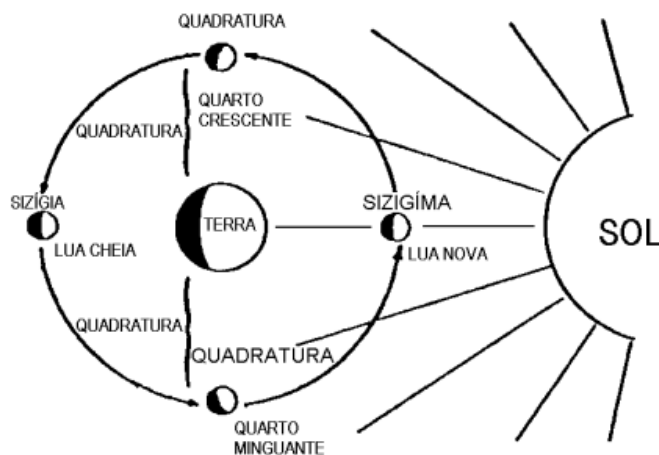 QUADRATURA
QUARTO
CRESCENTE
QUADRATURA
SIZÍGIA
LUA CHEIA
TERRA
SIZIGÍMA
LUA NOVA
SOL
QUADRATURA
QUADRATURA
QUARTO
MINGUANTE